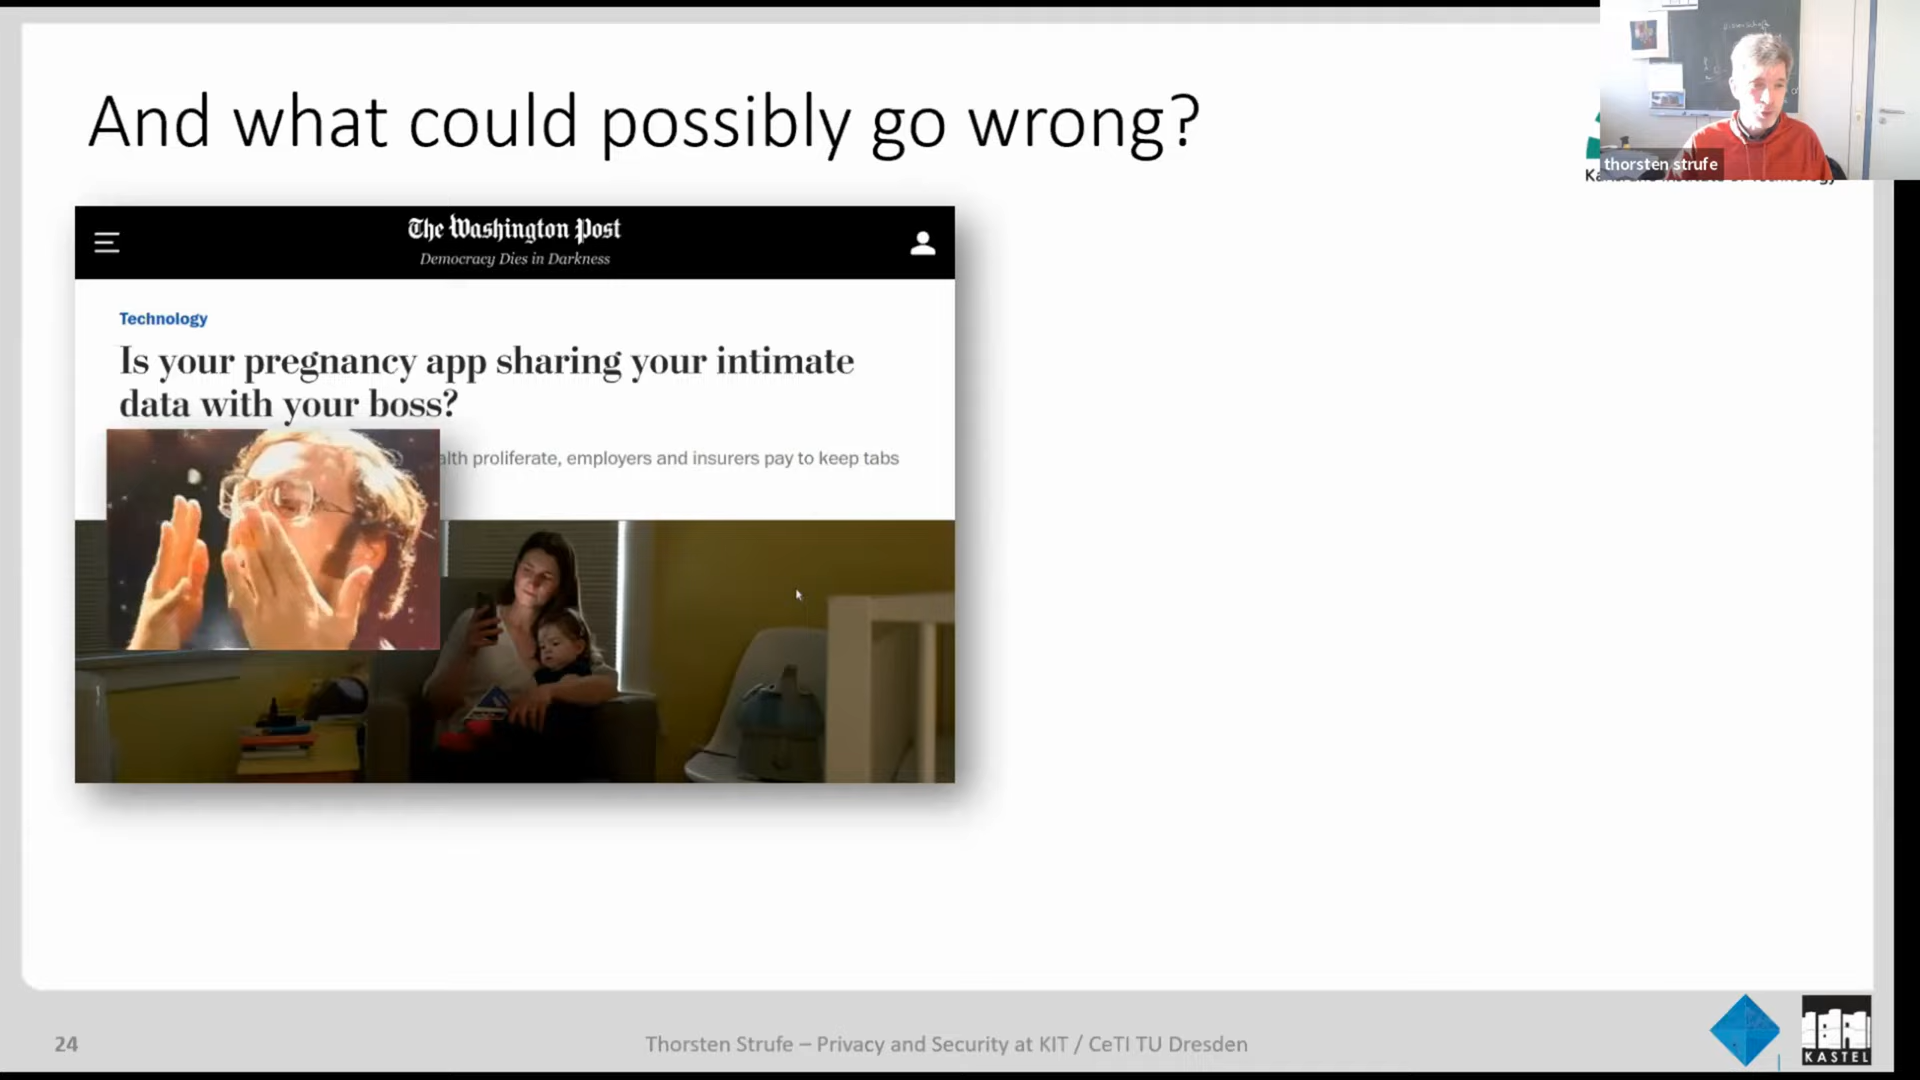 And what could possibly go wrong?
thorsten strufe
The Washington Post
Democracy Dies in Darkness
Technology
Is your pregnancy app sharing your intimate
data with your boss?
proliferate, employers and insurers pay to keep tabs
24
Thorsten Strufe – Privacy and Security at KIT / CeTI TU Dresden
KASTEL